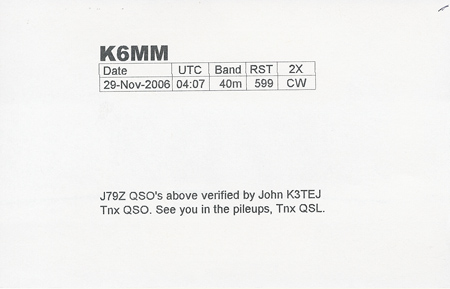 K6MM
Date UTC Band RST 2X
29-Nov-2006 04:07 40m 599 CW
J79Z QSO's above verified by John K3TEJ
Tnx QSO. See you in the pileups, Tnx QSL.